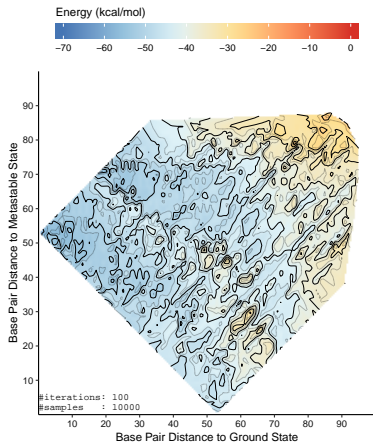 Energy (kcal/mol)
−70 −60 −50 −40 −30 −20 −10 0
Base Pair Distance to Metastable State
90
80
70
60
50
40
30
20
10
#iterations: 100
#samples   : 10000
10 20 30 40 50 60 70 80 90
Base Pair Distance to Ground State